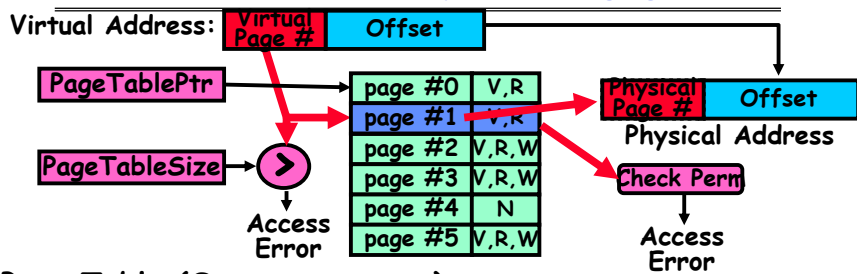 Virtual Address:
Virtual
Page #
Offset
PageTablePtr
page #0 V,R
page #1 V,R
page #2 V,R,W
page #3 V,R,W
page #4 N
page #5 V,R,W
PageTableSize
>
Access
Error
Physical
Page #
Offset
Physical Address
Check Perm
Access
Error